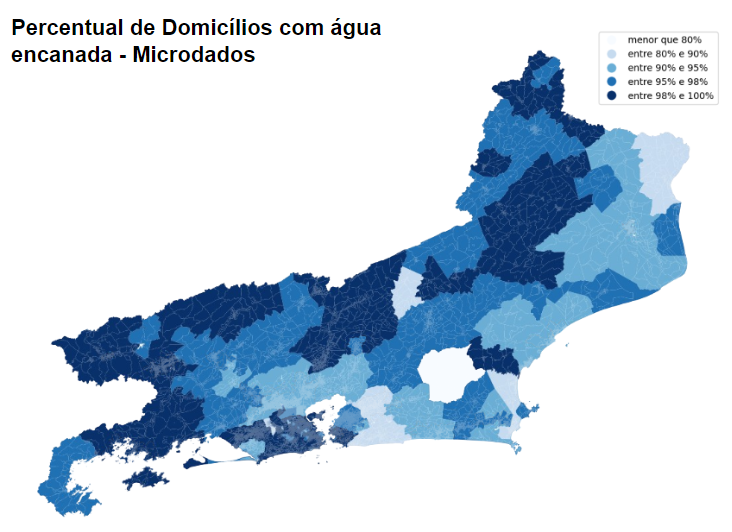 Percentual de Domicílios com água
encanada - Microdados
menor que 80%
entre 80% e 90%
entre 90% e 95%
entre 95% e 98%
entre 98% e 100%